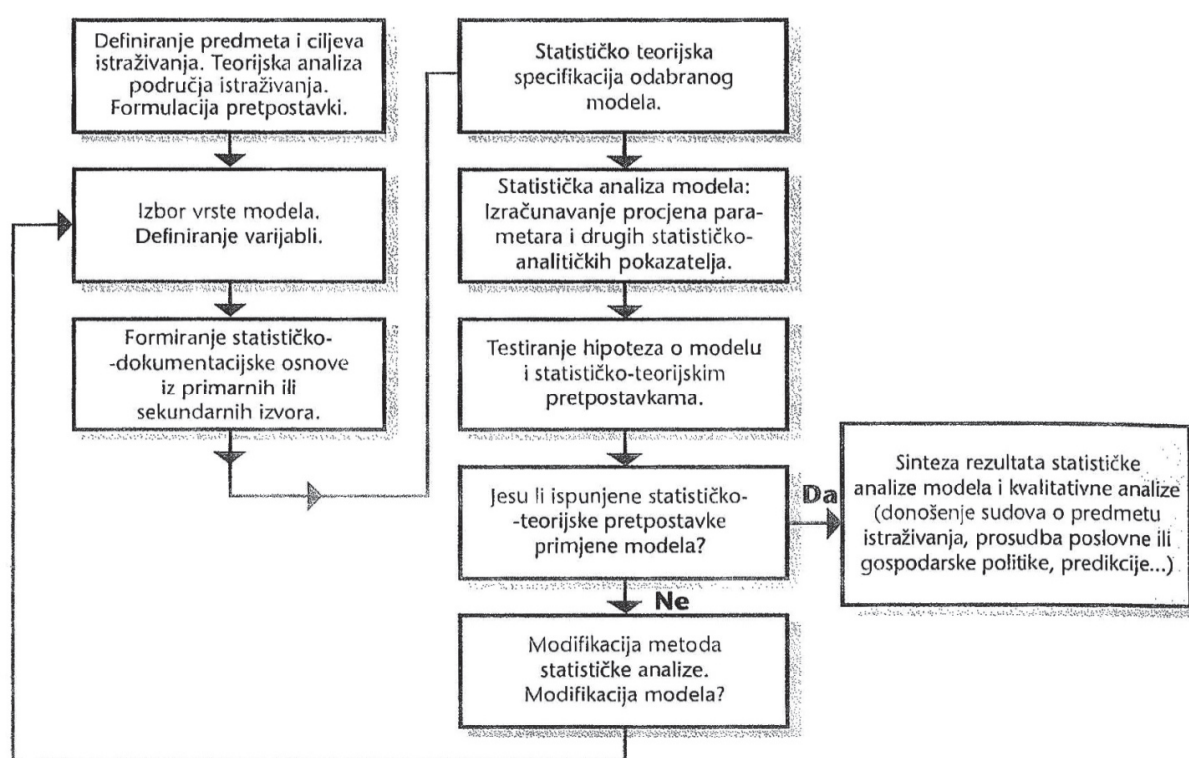 Definiranje predmeta i ciljeva
istraživanja. Teorijska analiza
područja istraživanja.
Formulacija pretpostavki.
Izbor vrste modela.
Definiranje varijabli.
Formiranje statističko-
-dokumentacijske osnove
iz primarnih ili
sekundarnih izvora.
Statističko teorijska
specifikacija odabranog
modela.
Statistička analiza modela:
Izračunavanje procjena para-
metara i drugih statističko-
analitičkih pokazatelja.
Testiranje hipoteza o modelu
i statističko-teorijskim
pretpostavkama.
Jesu li ispunjene statističko-
-teorijske pretpostavke
primjene modela?
Da
Sinteza rezultata statističke
analize modela i kvalitativne analize
(donošenje sudova o predmetu
istraživanja, prosudba poslovne ili
gospodarske politike, predikcije...)
Ne
Modifikacija metoda
statističke analize.
Modifikacija modela?